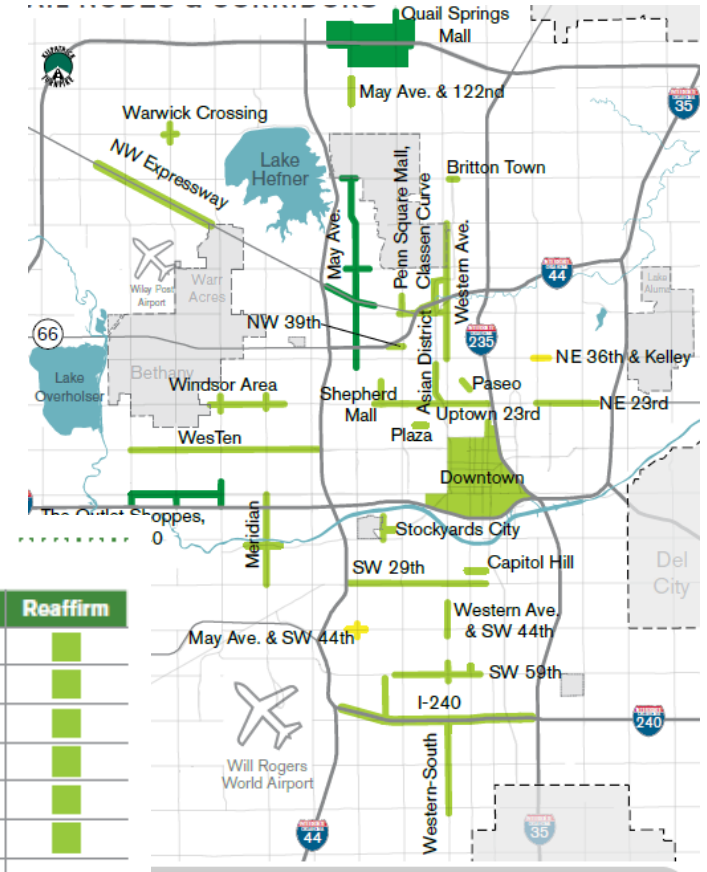 Quail Springs
Mall
KILPATRICK
TURNPIKE
May Ave. & 122nd
35
Warwick Crossing
NW Expressway
Lake
Hefner
Britton Town
Penn Square Mall,
Classen Curve
May Ave.
Western Ave.
44
Wiley Post
Airport
Warr
Acres
NW 39th
66
235
Asian District
NE 36th & Kelley
Lake
Overholser
Bethany
Windsor Area
Shepherd
Mall
Paseo
Uptown 23rd
NE 23rd
Plaza
WesTen
Downtown
The Outlet Shoppes,
0
Meridian
Stockyards City
SW 29th
Capitol Hill
Del
City
Reaffirm
Western Ave.
& SW 44th
May Ave. & SW 44th
SW 59th
I-240
240
Will Rogers
World Airport
Western-South
44
35